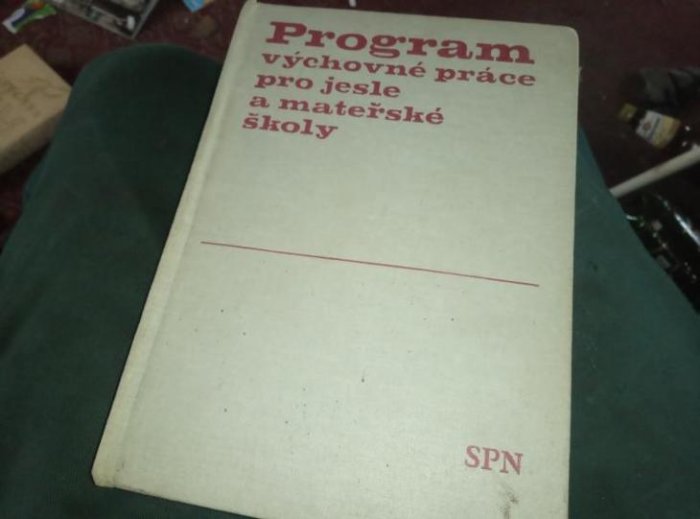 Program
výchovné práce
pro jesle
a mateřské
školy
SPN